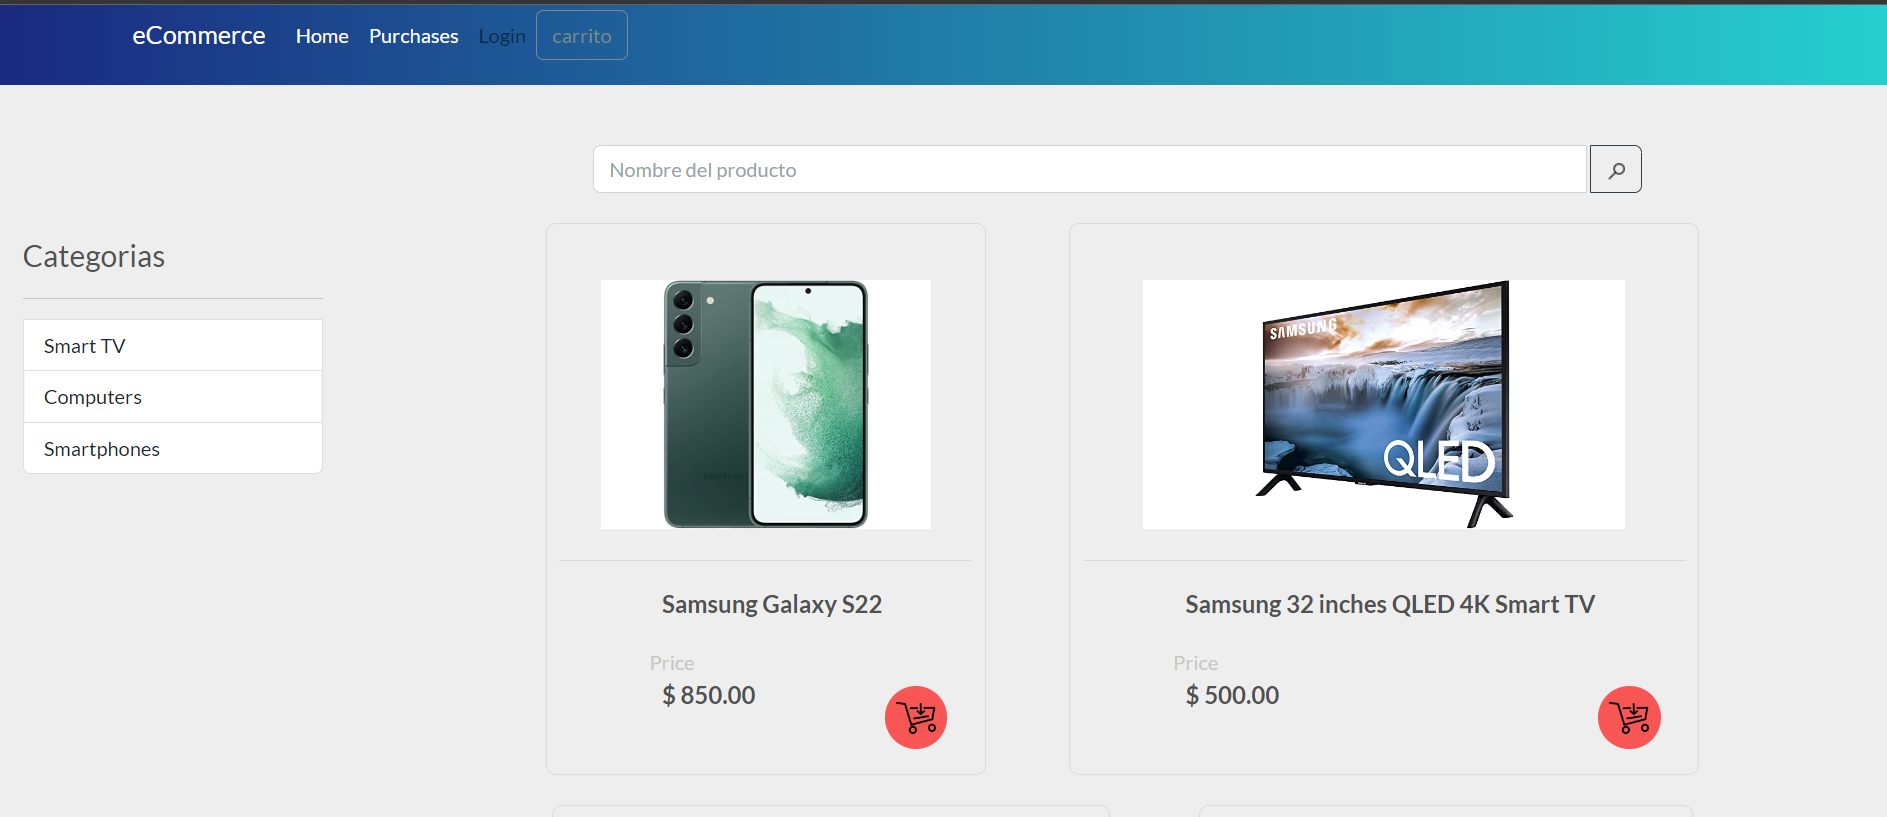 eCommerce Home Purchases Login carrito
Nombre del producto
Categorias
Smart TV
Computers
Smartphones
SAMSUNG
SAMSUNG
QLED
Samsung Galaxy S22
Samsung 32 inches QLED 4K Smart TV
Price
$ 850.00
Price
$ 500.00